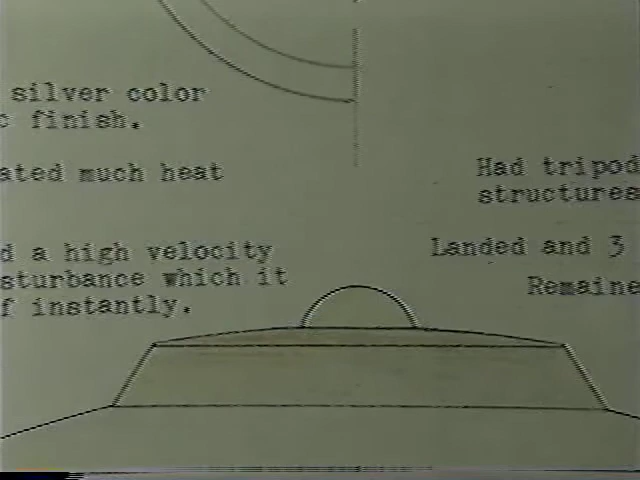 silver color
finish.
ated much heat
Had tripod
structures
d a high velocity
sturbance which it
f instantly.
Landed and 3
Remaine